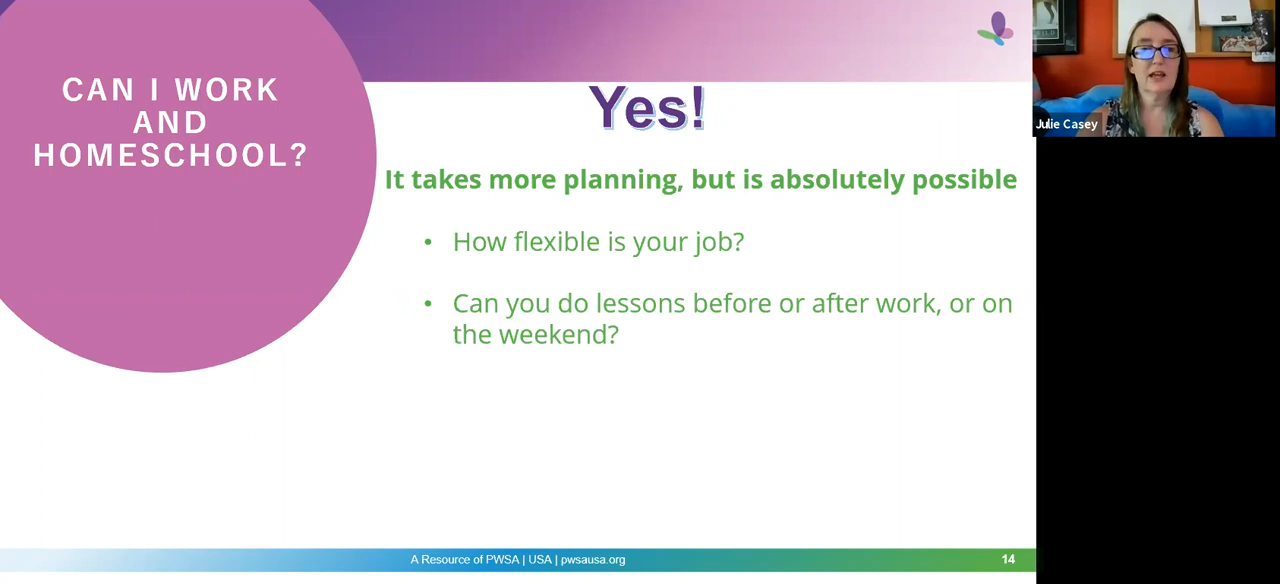 CAN I WORK
AND
HOMESCHOOL?
Yes!
It takes more planning, but is absolutely possible
• How flexible is your job?
• Can you do lessons before or after work, or on
the weekend?
A Resource of PWSA | USA | pwsausa.org
14
Julie Casey